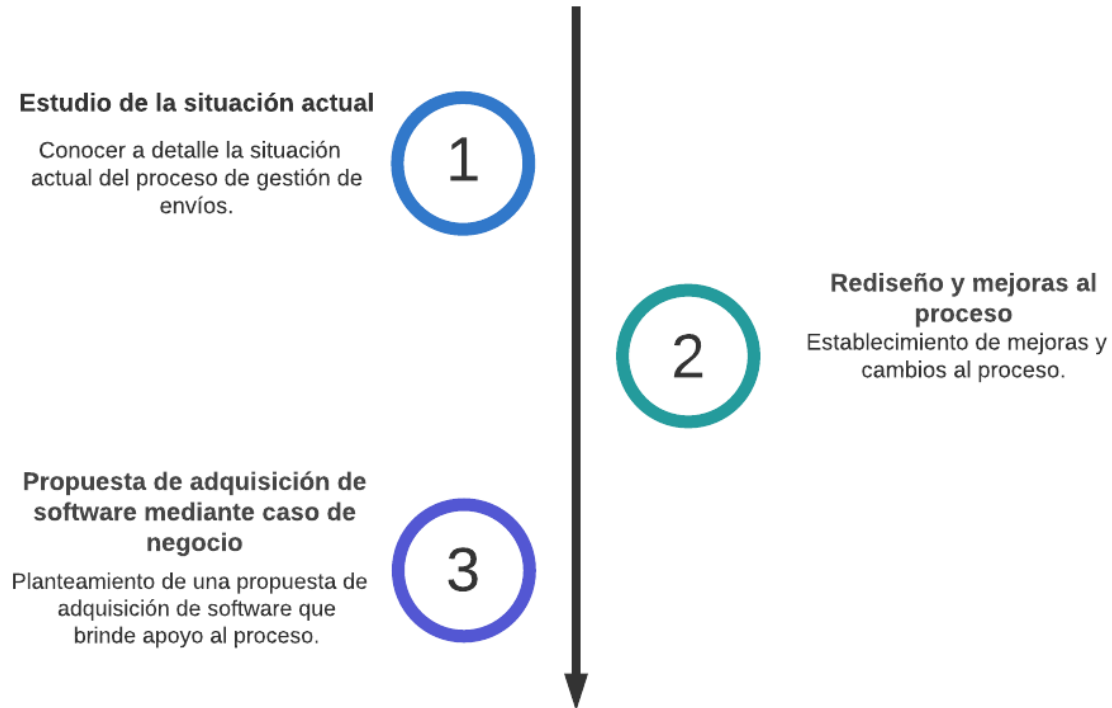 Estudio de la situación actual
Conocer a detalle la situación
actual del proceso de gestión de
envíos.
1
2
Rediseño y mejoras al
proceso
Establecimiento de mejoras y
cambios al proceso.
Propuesta de adquisición de
software mediante caso de
negocio
Planteamiento de una propuesta de
adquisición de software que
brinde apoyo al proceso.
3